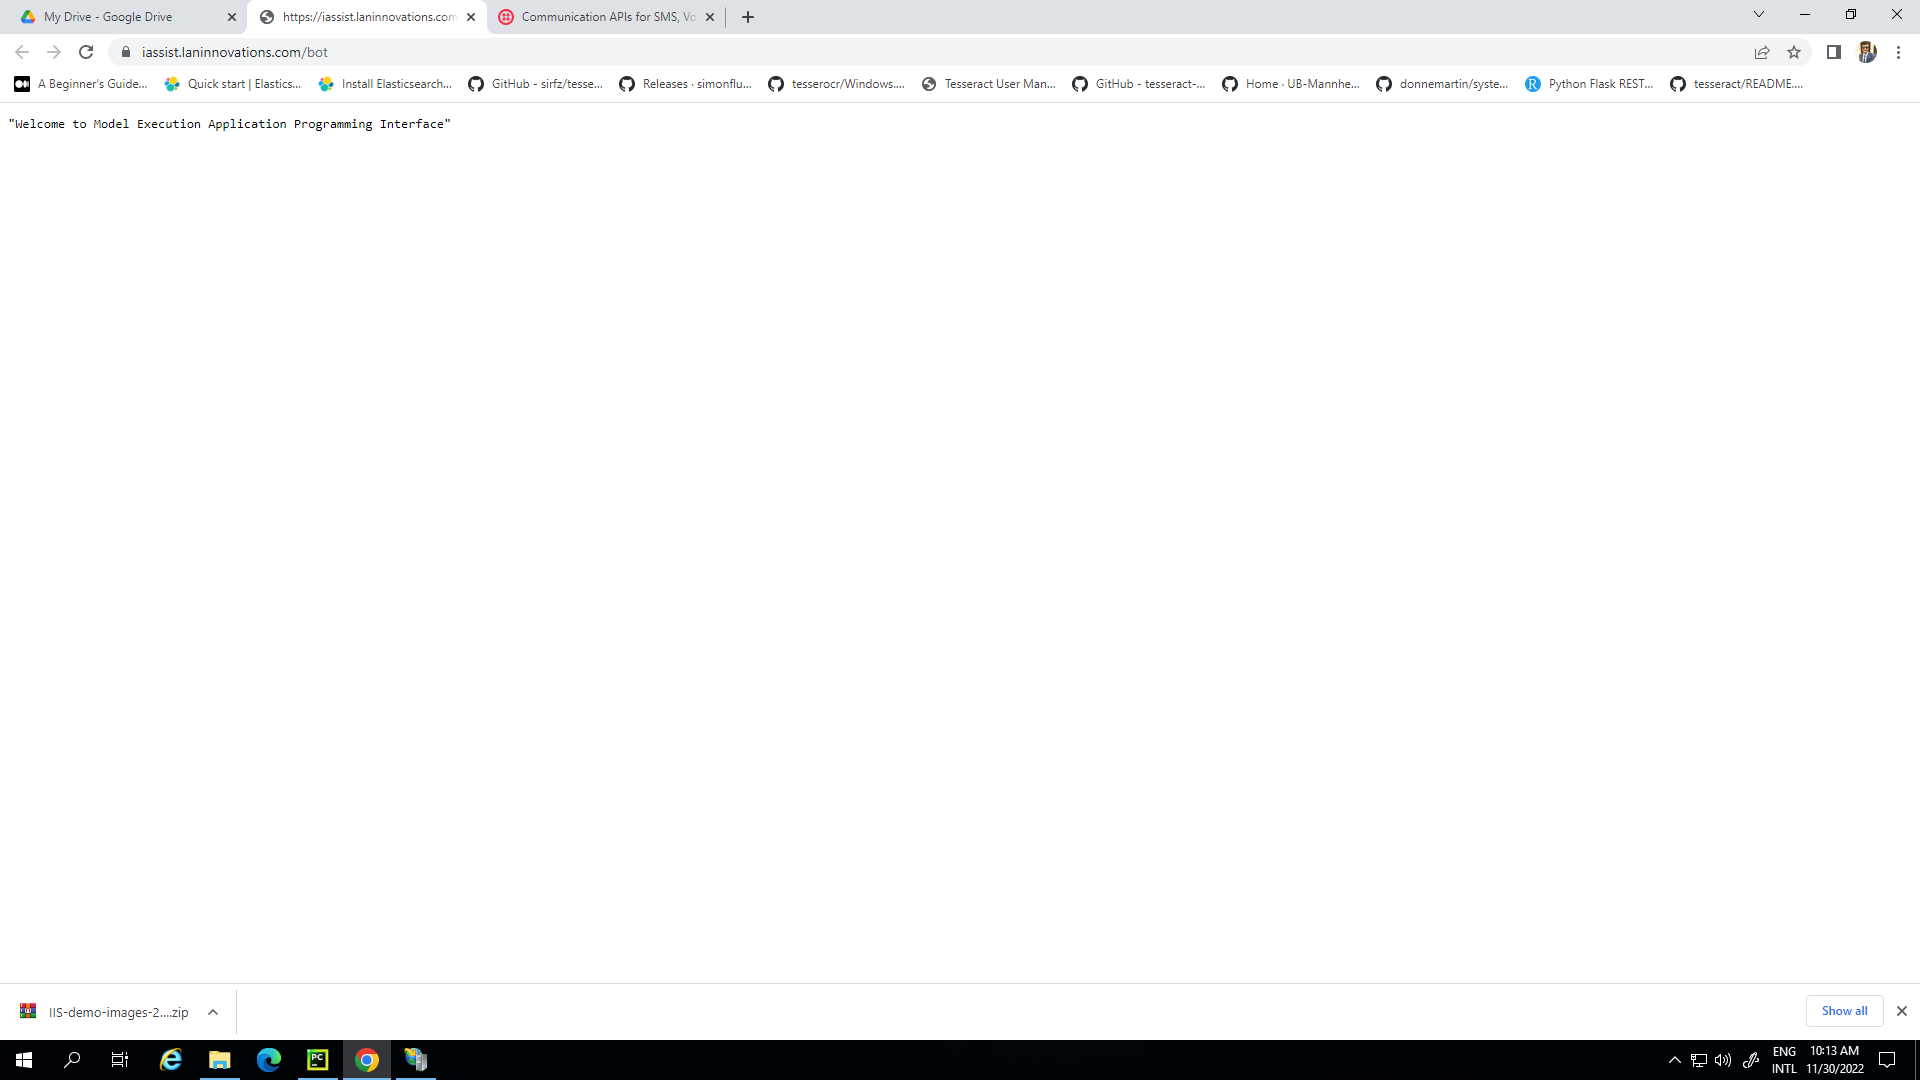 My Drive - Google Drive
https://iassist.laninnovations.com
Communication APIs for SMS, Vo
iassist.laninnovations.com/bot
A Beginner's Guide...
Quick start | Elastics...
Install Elasticsearch...
GitHub - sirfz/tesse...
Releases · simonflu...
tesserocr/Windows....
Tesseract User Man...
GitHub - tesseract-...
Home · UB-Mannhe...
donnemartin/syste...
Python Flask REST...
tesseract/README....
"Welcome to Model Execution Application Programming Interface"
IIS-demo-images-2....zip
Show all
ENG
INTL
10:13 AM
11/30/2022